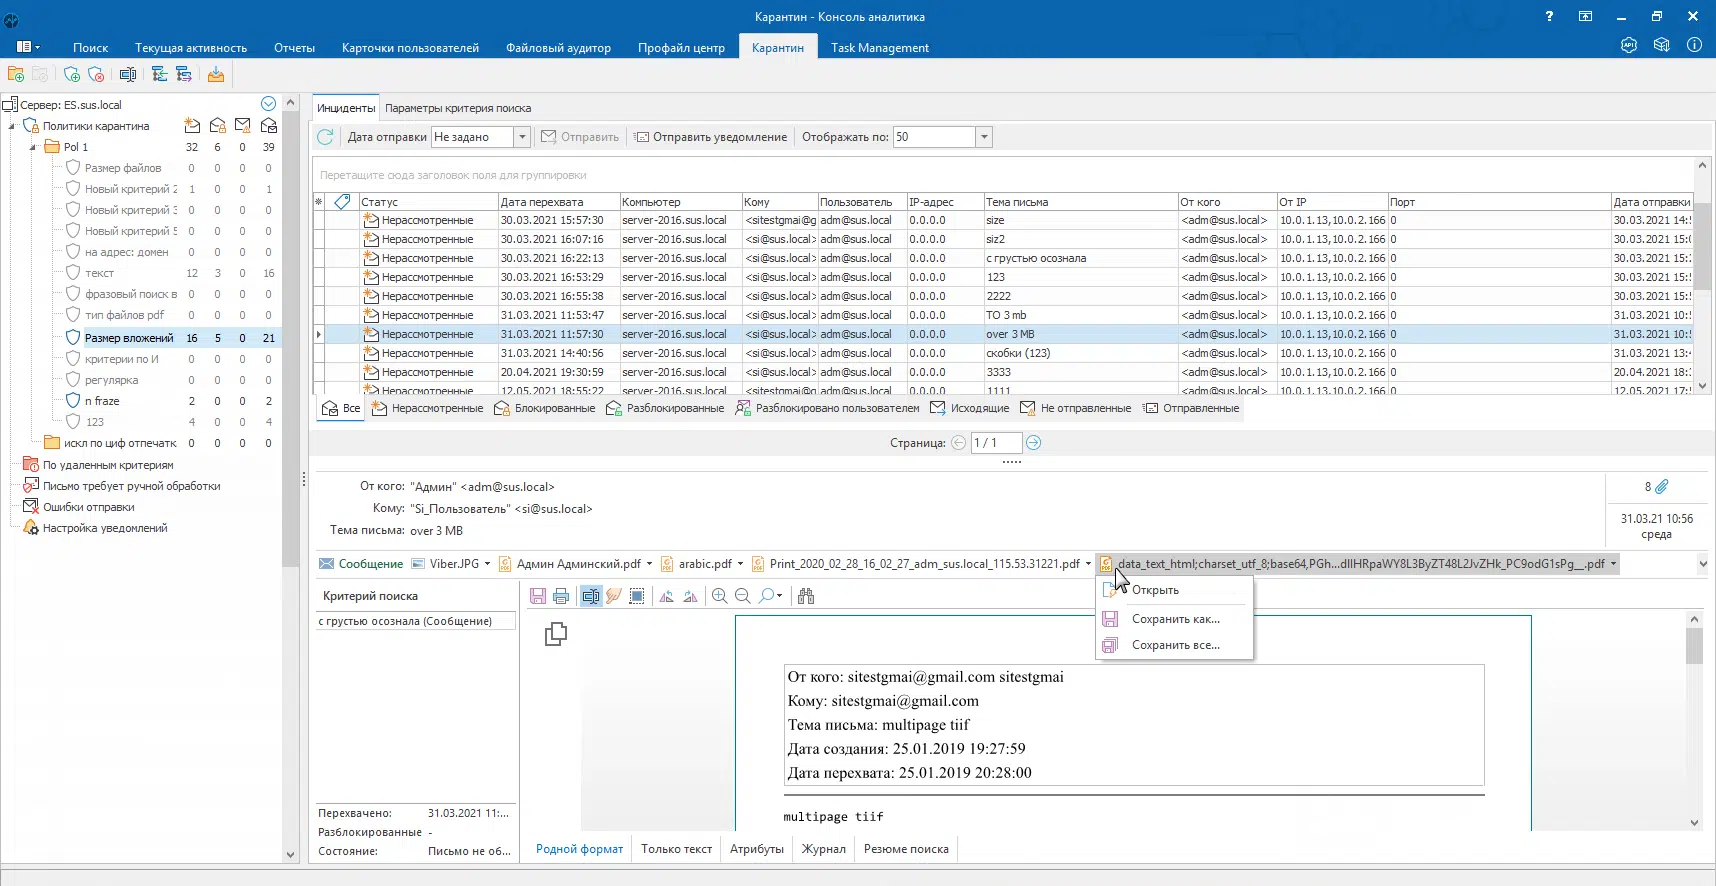 Карантин - Консоль аналитика
?
Поиск Текущая активность Отчеты Карточки пользователей Файловый аудитор Профайл центр Карантин Task Management
API
Сервер: ES.sus.local
Политики карантина
Pol 1 32 6 0 39
Размер файлов 0 0 0 0
Новый критерий 2 1 0 0 1
Новый критерий 3 0 0 0 0
Новый критерий 5 0 0 0 0
на адрес: домен 0 0 0 0
текст 12 3 0 16
фразовый поиск в 0 0 0 0
тип файлов pdf 0 0 0 0
Размер вложений 16 5 0 21
критерии по И 0 0 0 0
регулярка 0 0 0 0
n fraze 2 0 0 2
123 4 0 0 4
искл по циф отпечатк 0 0 0 0
По удаленным критериям
Письмо требует ручной обработки
Ошибки отправки
Настройка уведомлений
Инциденты Параметры критерия поиска
Дата отправки Не задано Отправить Отправить уведомление Отображать по: 50
Перетащите сюда заголовок поля для группировки
Статус Дата перехвата Компьютер Кому Пользователь IP-адрес Тема письма От кого От IP Порт Дата отправки
Нерассмотренные 30.03.2021 15:57:30 server-2016.sus.local <sitestgmai@g adm@sus.local 0.0.0.0 size <adm@sus.local> 10.0.1.13,10.0.2.166 0 30.03.2021 14:
Нерассмотренные 30.03.2021 16:07:16 server-2016.sus.local <si@sus.local> adm@sus.local 0.0.0.0 siz2 <adm@sus.local> 10.0.1.13,10.0.2.166 0 30.03.2021 15:
Нерассмотренные 30.03.2021 16:22:13 server-2016.sus.local <si@sus.local> adm@sus.local 0.0.0.0 с грустью осознала <adm@sus.local> 10.0.1.13,10.0.2.166 0 30.03.2021 15:
Нерассмотренные 30.03.2021 16:53:29 server-2016.sus.local <si@sus.local> adm@sus.local 0.0.0.0 123 <adm@sus.local> 10.0.1.13,10.0.2.166 0 30.03.2021 15:
Нерассмотренные 30.03.2021 16:55:38 server-2016.sus.local <si@sus.local> adm@sus.local 0.0.0.0 2222 <adm@sus.local> 10.0.1.13,10.0.2.166 0 30.03.2021 15:
Нерассмотренные 31.03.2021 11:53:47 server-2016.sus.local <si@sus.local> adm@sus.local 0.0.0.0 TO 3 mb <adm@sus.local> 10.0.1.13,10.0.2.166 0 31.03.2021 10:
Нерассмотренные 31.03.2021 11:57:30 server-2016.sus.local <si@sus.local> adm@sus.local 0.0.0.0 over 3 MB <adm@sus.local> 10.0.1.13,10.0.2.166 0 31.03.2021 10:
Нерассмотренные 31.03.2021 14:40:56 server-2016.sus.local <si@sus.local> adm@sus.local 0.0.0.0 скобки (123) <adm@sus.local> 10.0.1.13,10.0.2.166 0 31.03.2021 13:
Нерассмотренные 20.04.2021 19:30:59 server-2016.sus.local <si@sus.local> adm@sus.local 0.0.0.0 3333 <adm@sus.local> 10.0.1.13,10.0.2.166 0 20.04.2021 18:
Нерассмотренные 12.05.2021 18:55:22 server-2016.sus.local <sitestgmai@g adm@sus.local 0.0.0.0 1111 <adm@sus.local> 10.0.1.13,10.0.2.166 0 12.05.2021 17:
Все Нерассмотренные Блокированные Разблокированные Разблокировано пользователем Исходящие Не отправленные Отправленные
Страница: 1 / 1
От кого: "Админ" <adm@sus.local>
Кому: "Si_Пользователь" <si@sus.local>
Тема письма: over 3 MB
8
31.03.21 10:56
среда
Сообщение Viber.JPG Админ Админский.pdf arabic.pdf Print_2020_02_28_16_02_27_adm_sus.local_115.53.31221.pdf data_text_html;charset_utf_8;base64,PGh...dIIHRpaWY8L3ByZT48L2JvZHk_PC9odG1sPg__.pdf
Открыть
Сохранить как...
Сохранить все...
Критерий поиска
с грустью осознала (Сообщение)
Перехвачено: 31.03.2021 11:...
Разблокированные -
Состояние: Письмо не об...
От кого: sitestgmai@gmail.com sitestgmai
Кому: sitestgmai@gmail.com
Тема письма: multipage tiif
Дата создания: 25.01.2019 19:27:59
Дата перехвата: 25.01.2019 20:28:00
multipage tiif
Родной формат Только текст Атрибуты Журнал Резюме поиска